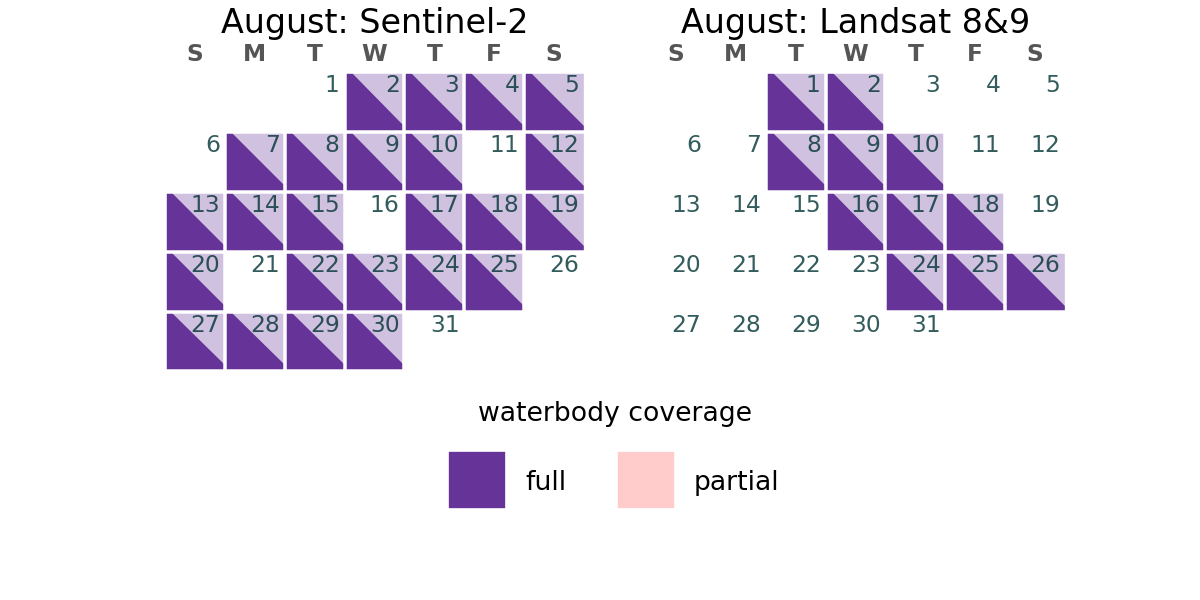 August: Sentinel-2
S M T W T F S
1 2 3 4 5
6 7 8 9 10 11 12
13 14 15 16 17 18 19
20 21 22 23 24 25 26
27 28 29 30 31
August: Landsat 8&9
S M T W T F S
1 2 3 4 5
6 7 8 9 10 11 12
13 14 15 16 17 18 19
20 21 22 23 24 25 26
27 28 29 30 31
waterbody coverage
full partial